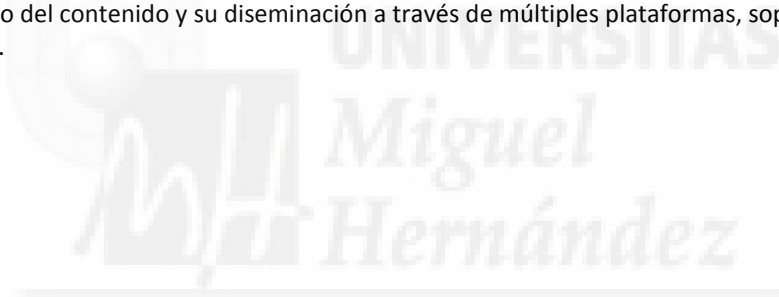 o del contenido y su diseminación a través de múltiples plataformas, sop
.
UNIVERSITAS
Miguel
Hernández